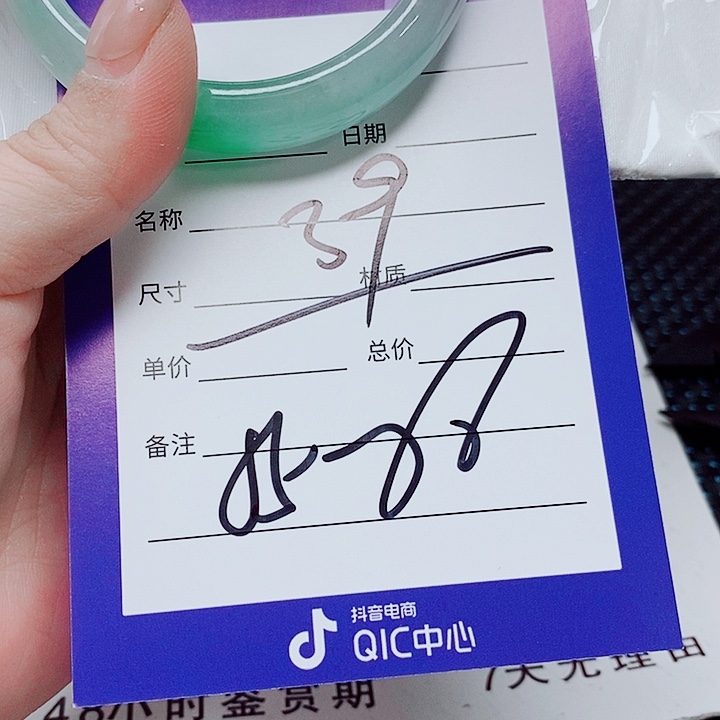 日期
39
名称
尺寸 材质
单价 总价
备注
抖音电商
QIC中心
48小时鉴赏期 7天无理由